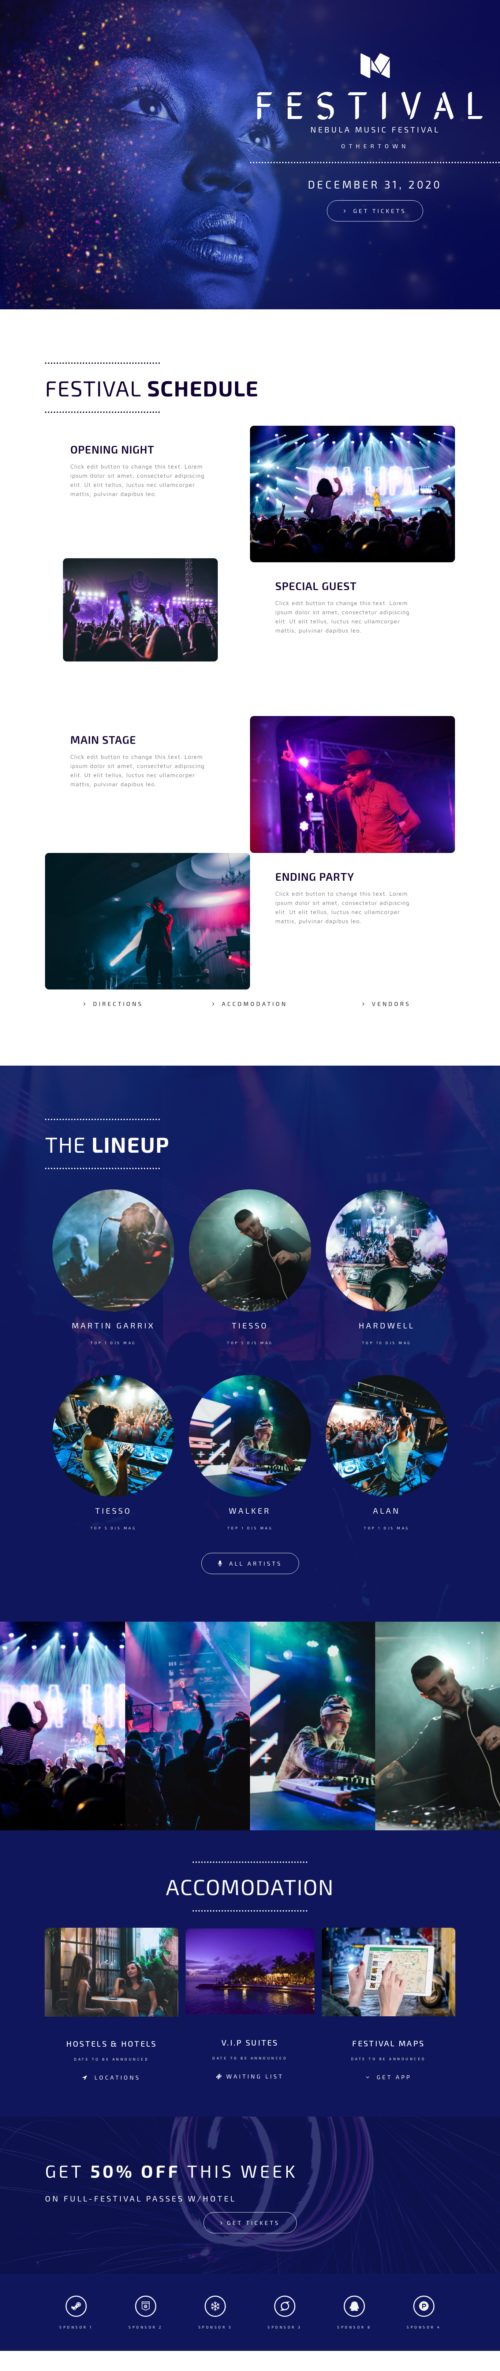 FESTIVAL
NEBULA MUSIC FESTIVAL
OTHERTOWN
DECEMBER 31, 2020
GET TICKETS
FESTIVAL SCHEDULE
OPENING NIGHT
Click edit button to change this text. Lorem
ipsum dolor sit amet, consectetur adipiscing
elit. Ut elit tellus, luctus nec ullamcorper
mattis, pulvinar dapibus leo.
SPECIAL GUEST
Click edit button to change this text. Lorem
ipsum dolor sit amet, consectetur adipiscing
elit. Ut elit tellus, luctus nec ullamcorper
mattis, pulvinar dapibus leo.
MAIN STAGE
Click edit button to change this text. Lorem
ipsum dolor sit amet, consectetur adipiscing
elit. Ut elit tellus, luctus nec ullamcorper
mattis, pulvinar dapibus leo.
ENDING PARTY
Click edit button to change this text. Lorem
ipsum dolor sit amet, consectetur adipiscing
elit. Ut elit tellus, luctus nec ullamcorper
mattis, pulvinar dapibus leo.
DIRECTIONS
ACCOMODATION
VENDORS
THE LINEUP
MARTIN GARRIX
TIESSO
HARDWELL
TOP 1 DJS MAG
TOP 5 DJS MAG
TOP 10 DJS MAG
TIESSO
WALKER
ALAN
TOP 5 DJS MAG
TOP 1 DJS MAG
TOP 1 DJS MAG
ALL ARTISTS
ACCOMODATION
HOSTELS & HOTELS
V.I.P SUITES
FESTIVAL MAPS
DATE TO BE ANNOUNCED
DATE TO BE ANNOUNCED
DATE TO BE ANNOUNCED
LOCATIONS
WAITING LIST
GET APP
GET 50% OFF THIS WEEK
ON FULL-FESTIVAL PASSES W/HOTEL
GET TICKETS
SPONSOR 1
SPONSOR 2
SPONSOR
SPONSOR 3
SPONSOR
SPONSOR 4